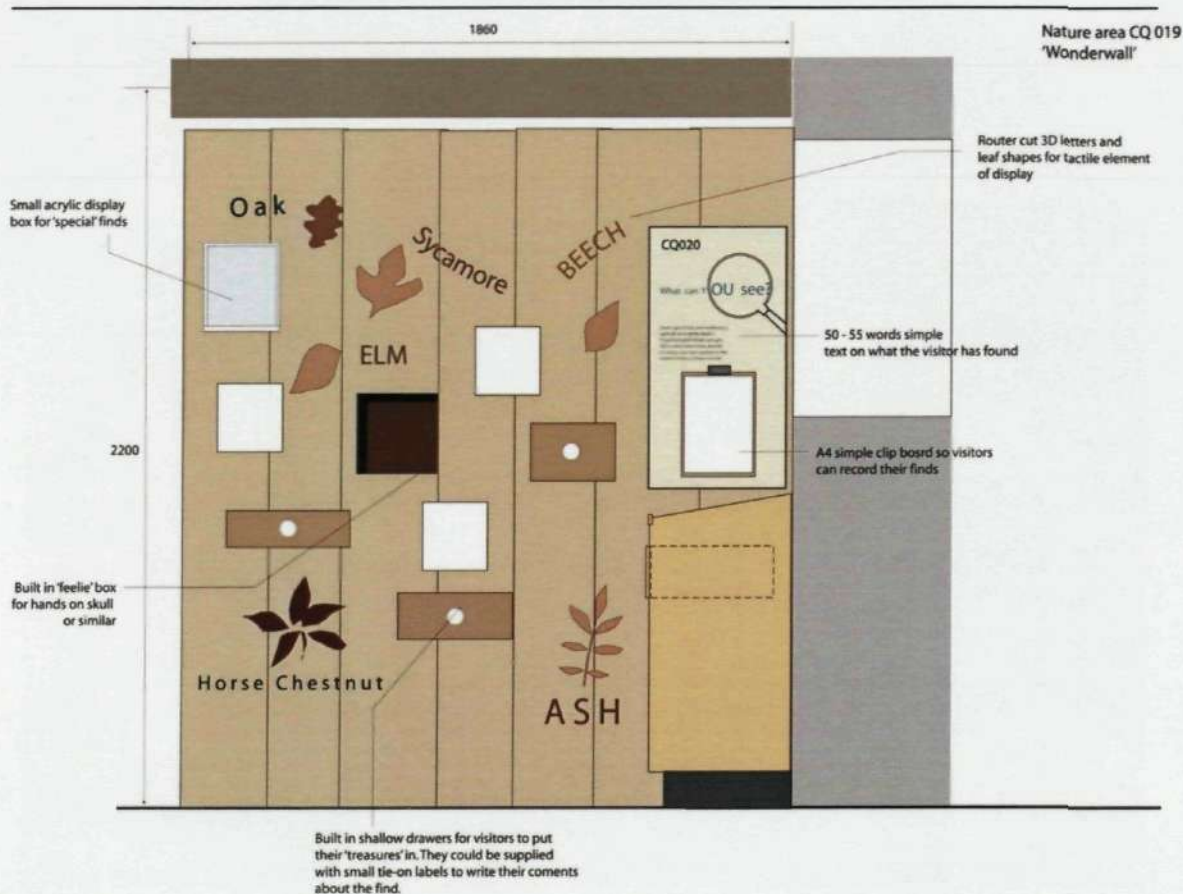 1860
Nature area CQ 019
'Wonderwall'
Router cut 3D letters and
leaf shapes for tactile element
of display
Small acrylic display
box for 'special' finds
Oak
Sycamore
BEECH
CQ020
What can YOU see?
ELM
50 - 55 words simple
text on what the visitor has found
2200
A4 simple clip bosrd so visitors
can record their finds
Built in 'feelie' box
for hands on skull
or similar
Horse Chestnut
ASH
Built in shallow drawers for visitors to put
their 'treasures' in. They could be supplied
with small tie-on labels to write their coments
about the find.